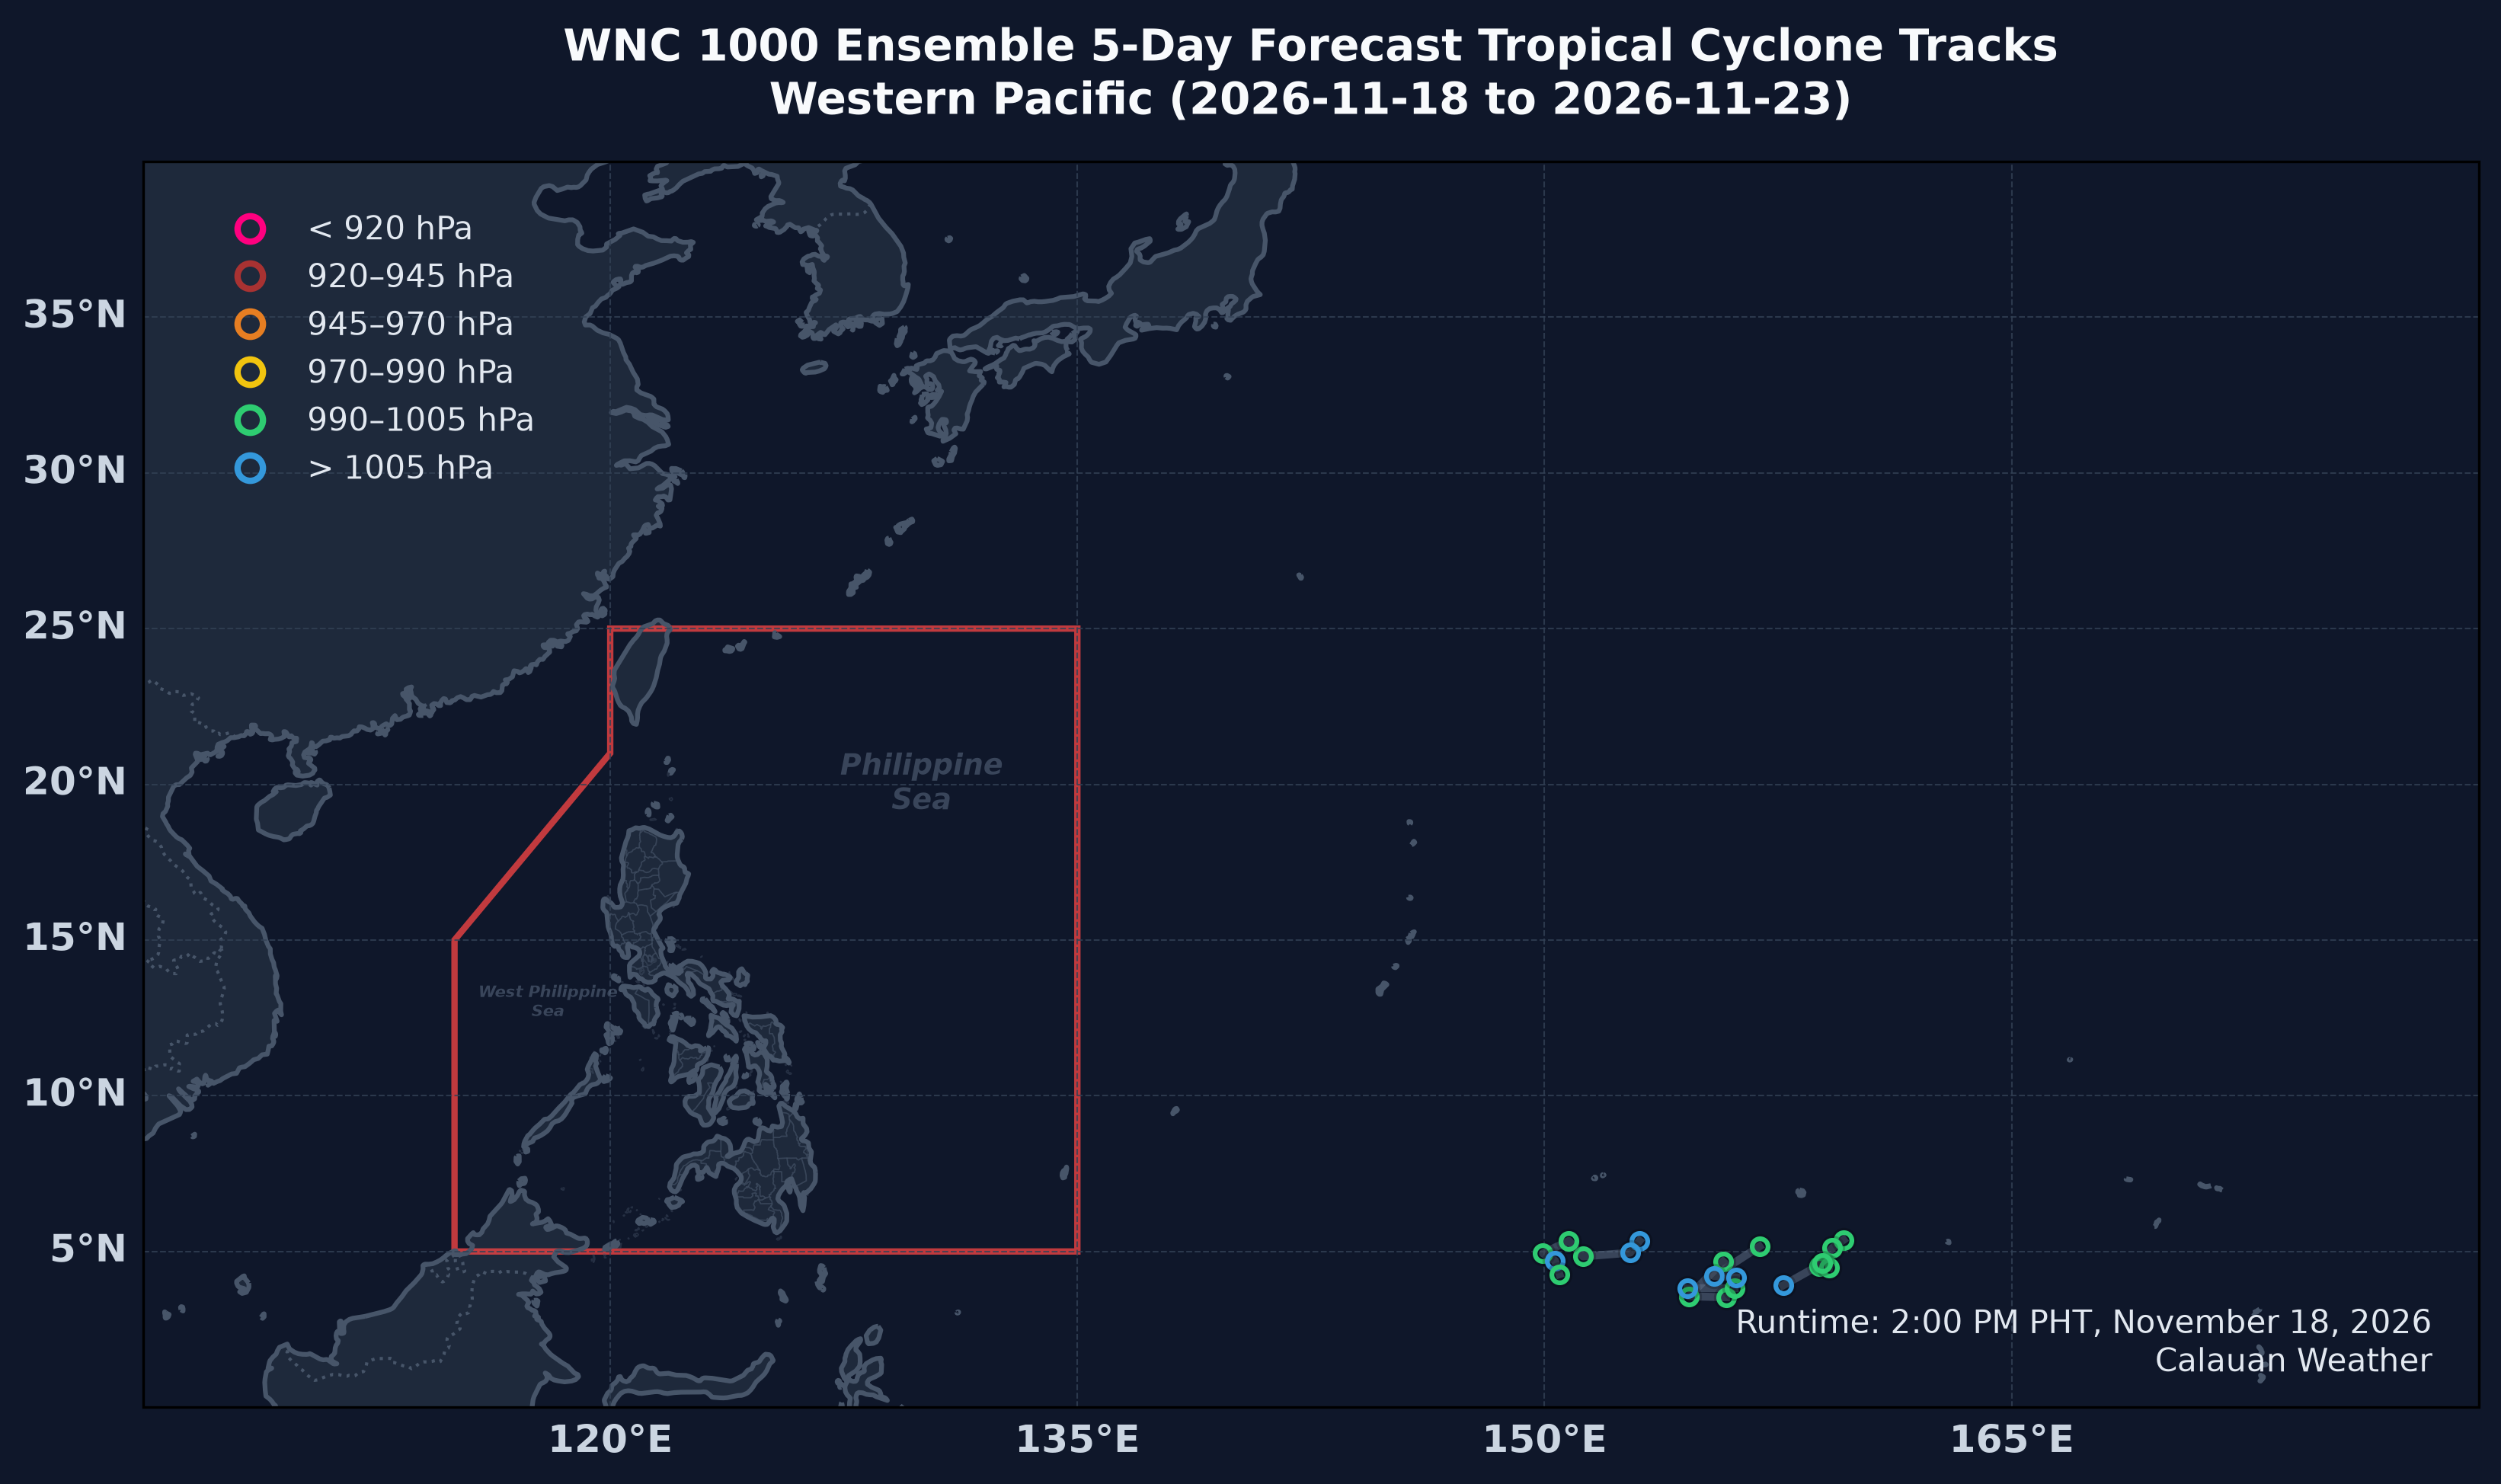 WNC 1000 Ensemble 5-Day Forecast Tropical Cyclone Tracks
Western Pacific (2026-11-18 to 2026-11-23)
< 920 hPa
920–945 hPa
945–970 hPa
970–990 hPa
990–1005 hPa
> 1005 hPa
35°N
30°N
25°N
20°N
15°N
10°N
5°N
Philippine
Sea
West Philippine
Sea
Runtime: 2:00 PM PHT, November 18, 2026
Calauan Weather
120°E
135°E
150°E
165°E